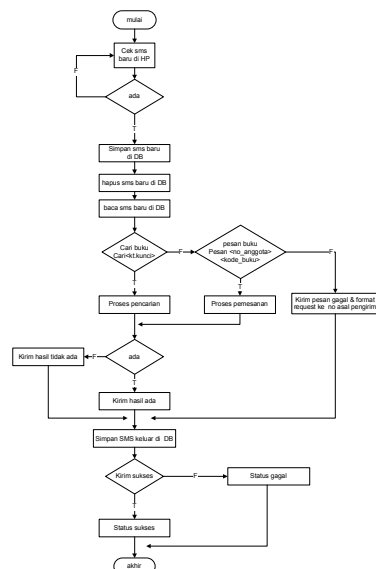 mulai
Cek sms
baru di HP
F
ada
T
Simpan sms baru
di DB
hapus sms baru di DB
baca sms baru di DB
Cari buku
Cari<kt.kunci>
F
pesan buku
Pesan <no_anggota>
<kode_buku>
F
T
T
Proses pencarian
Proses pemesanan
Kirim pesan gagal & format
request ke no asal pengirim
ada
F
Kirim hasil tidak ada
T
Kirim hasil ada
Simpan SMS keluar di DB
Kirim sukses
F
Status gagal
T
Status sukses
akhir